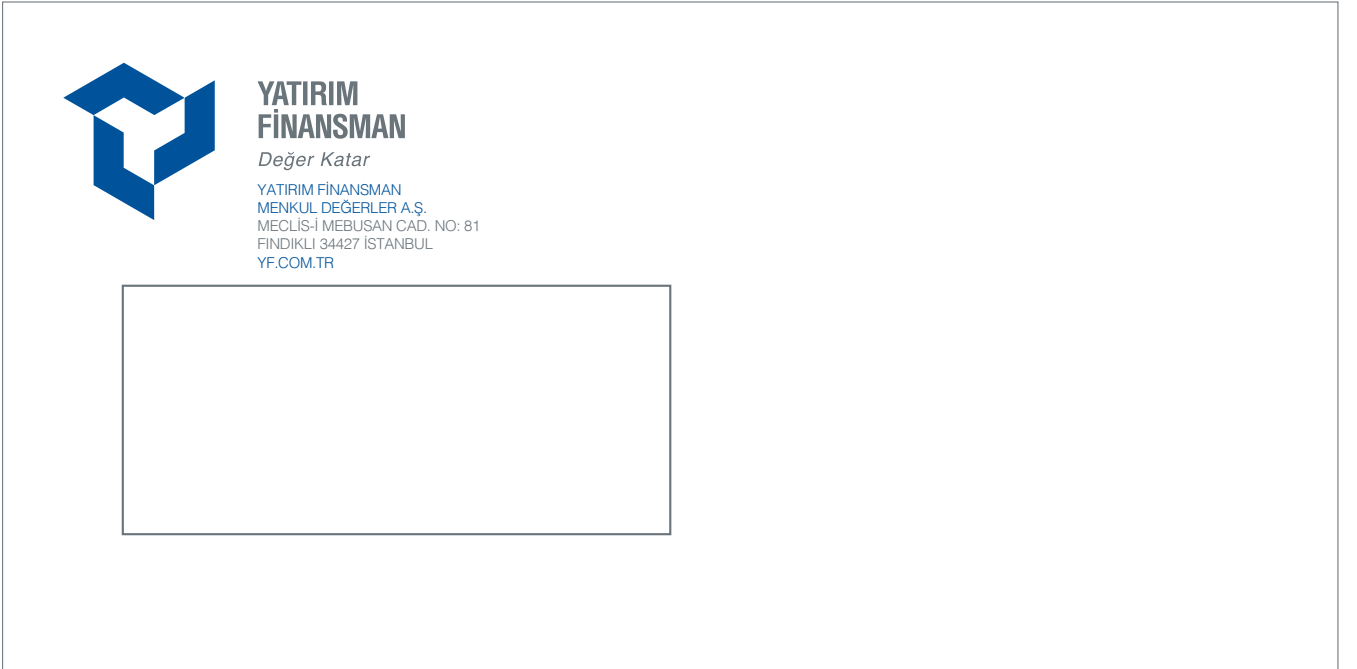 YATIRIM
FİNANSMAN
Değer Katar
YATIRIM FİNANSMAN
MENKUL DEĞERLER A.Ş.
MECLİS-İ MEBUSAN CAD. NO: 81
FINDIKLI 34427 İSTANBUL
YF.COM.TR